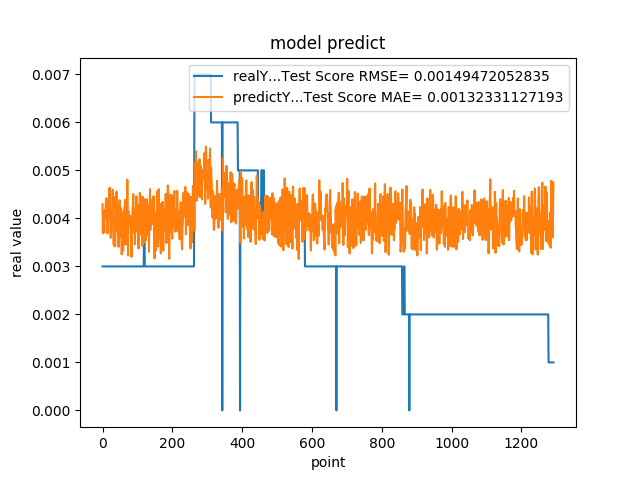 model predict
realY...Test Score RMSE= 0.00149472052835
predictY...Test Score MAE= 0.00132331127193
0.007
0.006
0.005
0.004
0.003
0.002
0.001
0.000
real value
0 200 400 600 800 1000 1200
point